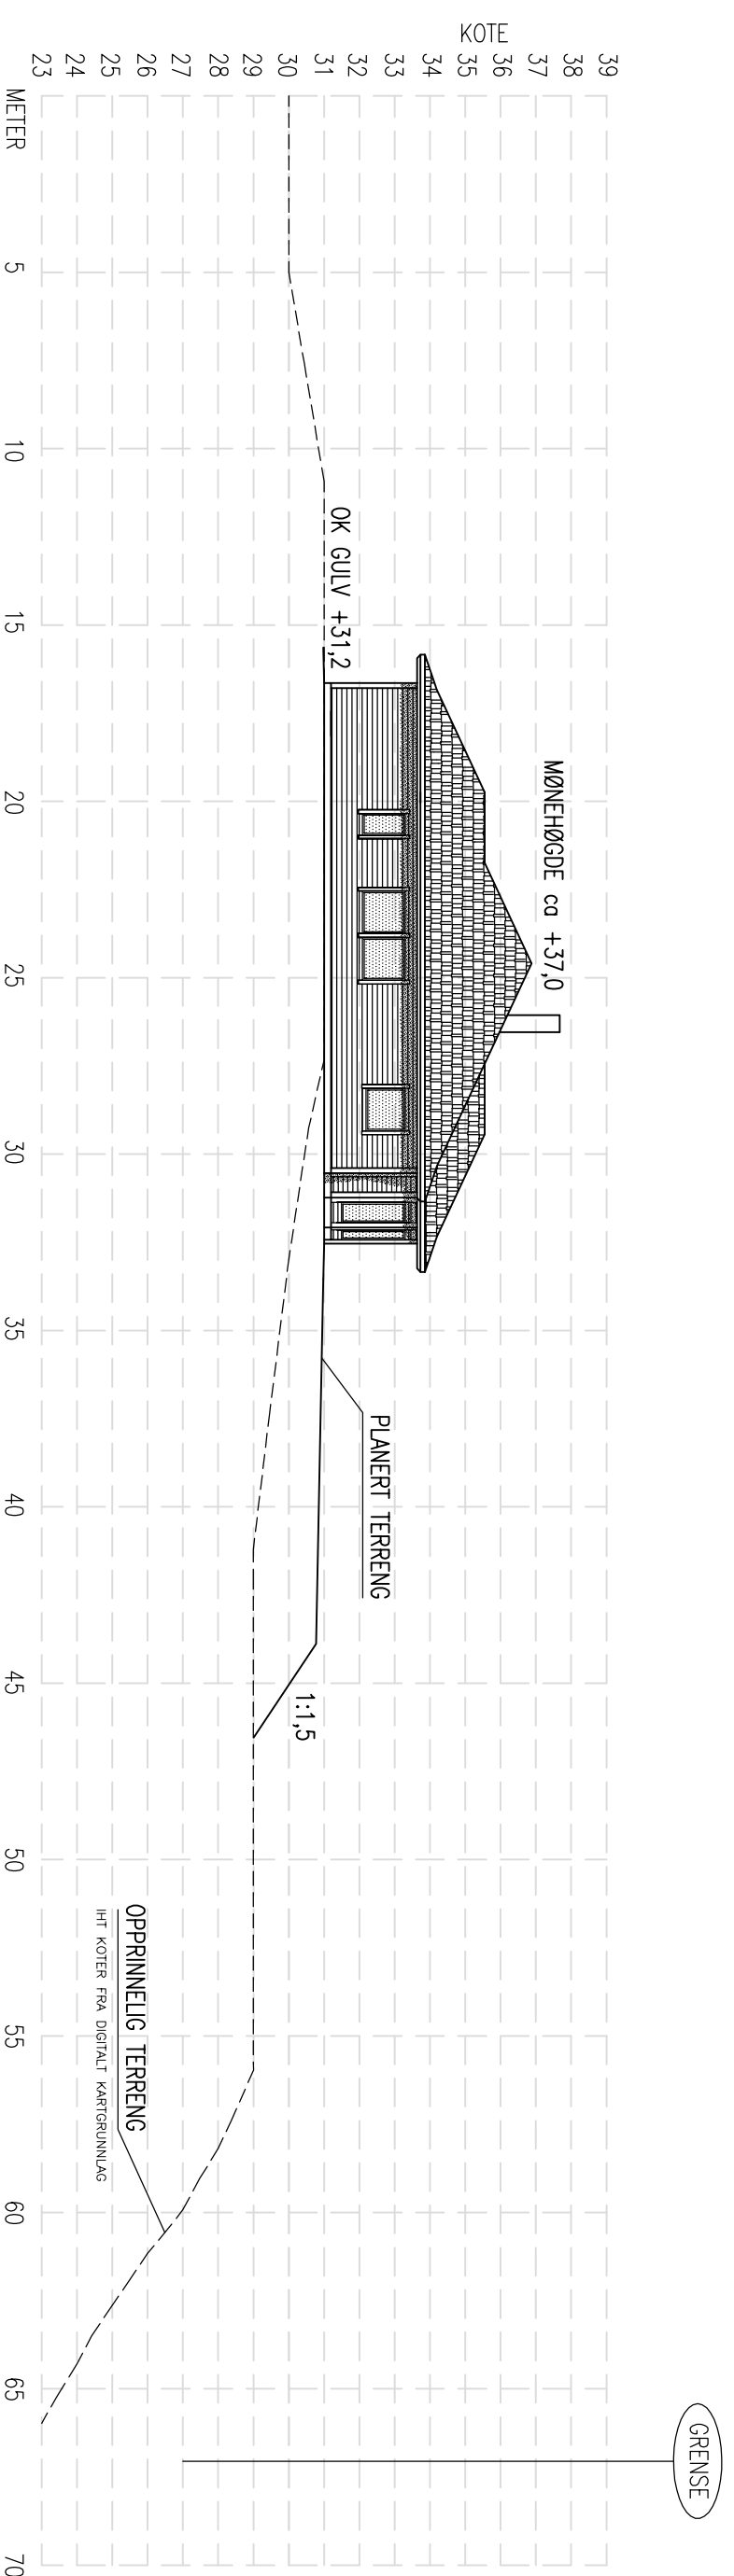 GRENSE
KOTE
39
38
37
36
35
34
33
32
31
30
29
28
27
26
25
24
23
MØNEHØGDE ca +37,0
OK GULV +31,2
PLANERT TERRENG
1:1,5
OPPRINNELIG TERRENG
IHT KOTER FRA DIGITALT KARTGRUNNLAG
METER 5 10 15 20 25 30 35 40 45 50 55 60 65 70